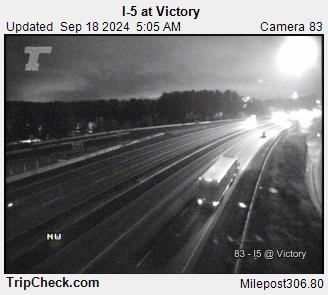 I-5 at Victory
Updated Sep 18 2024 5:05 AM Camera 83
T
NW
83 - I5 @ Victory
TripCheck.com Milepost306.80